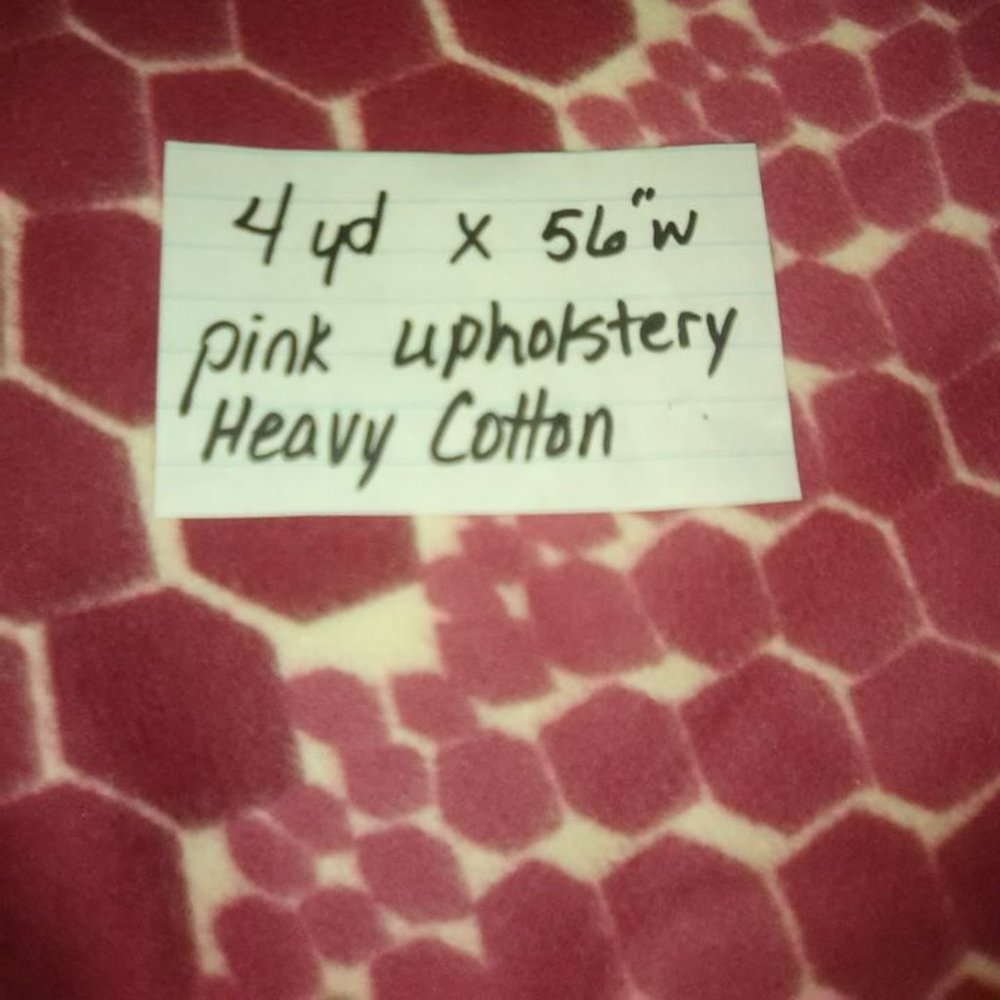 4 yd x 56"w
pink upholstery
Heavy Cotton